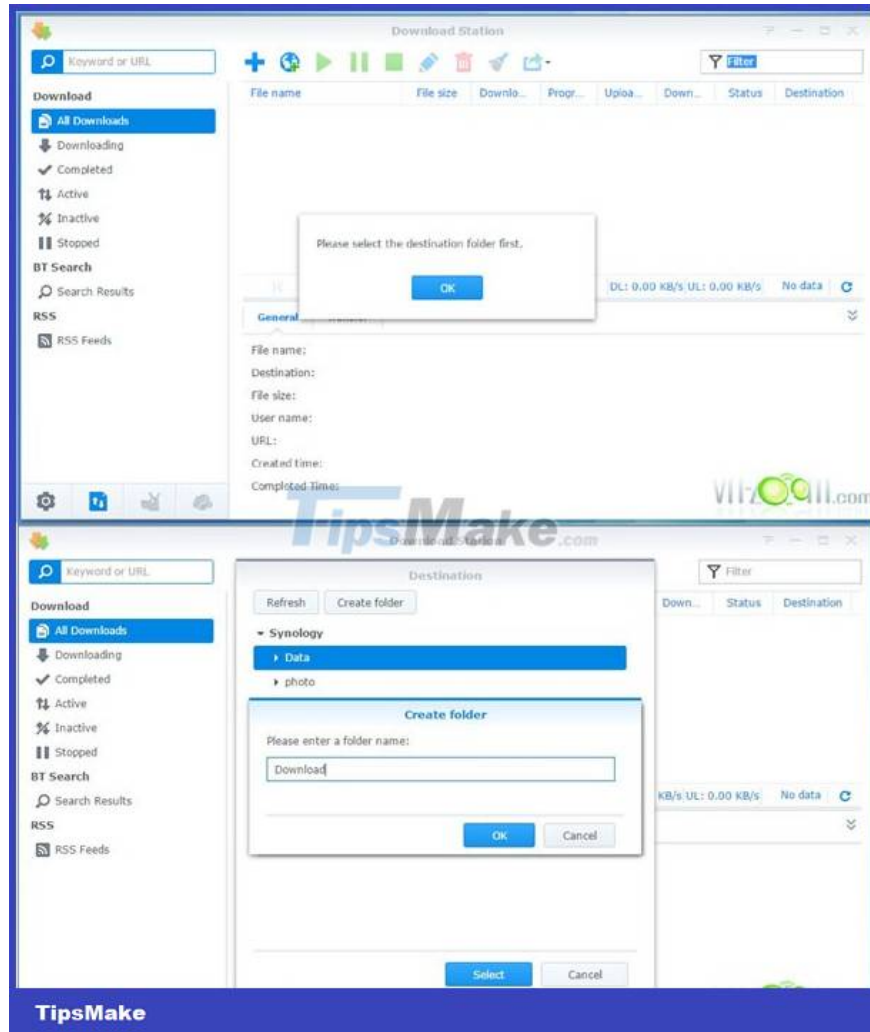 Download Station
Keyword or URL
Filter
Download
File name File size Downlo... Progr... Uploa... Down... Status Destination
All Downloads
Downloading
Completed
Active
Inactive
Please select the destination folder first.
Stopped
BT Search
OK
Search Results
DL: 0.00 KB/s UL: 0.00 KB/s No data
RSS
General
RSS Feeds
File name:
Destination:
File size:
User name:
URL:
Created time:
Completed Time:
TipsMake.com
Download Station
Keyword or URL
Destination
Filter
Download
Refresh Create folder
Down... Status Destination
All Downloads
Synology
Downloading
Data
Completed
photo
Active
Create folder
Inactive
Please enter a folder name:
Stopped
Download
BT Search
Search Results
KB/s UL: 0.00 KB/s No data
RSS
OK Cancel
RSS Feeds
Select Cancel
TipsMake